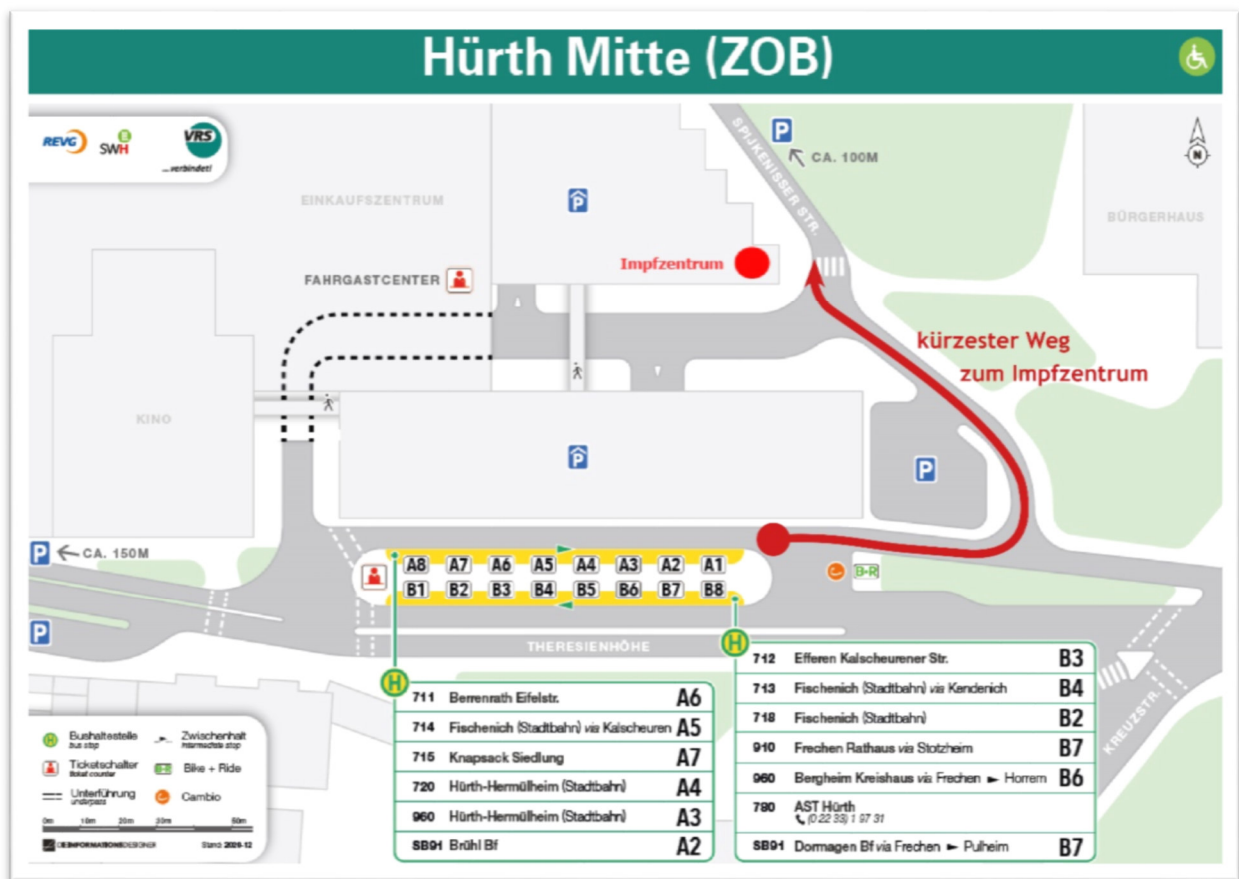 Hürth Mitte (ZOB)
REVG SWH VRS
...verbindet!
P
CA. 100M
SPIJKENISSER STR.
N
EINKAUFSZENTRUM
P
BÜRGERHAUS
Impfzentrum
FAHRGASTCENTER
kürzester Weg
zum Impfzentrum
KINO
P
P
P CA. 150M
A8 A7 A6 A5 A4 A3 A2 A1
B1 B2 B3 B4 B5 B6 B7 B8
B+R
P
THERESIENHÖHE
KREUZSTR.
H
711 Berrenrath Eifelstr. A6
714 Fischenich (Stadtbahn) via Kalscheuren A5
715 Knapsack Siedlung A7
720 Hürth-Hermülheim (Stadtbahn) A4
960 Hürth-Hermülheim (Stadtbahn) A3
SB91 Brühl Bf A2
H
712 Efferen Kalscheurener Str. B3
713 Fischenich (Stadtbahn) via Kendenich B4
718 Fischenich (Stadtbahn) B2
910 Frechen Rathaus via Stotzheim B7
960 Bergheim Kreishaus via Frechen ► Horrem B6
780 AST Hürth
(0 22 33) 1 97 31
SB91 Dormagen Bf via Frechen ► Pulheim B7
H Bushaltestelle
bus stop
Zwischenhalt
intermediate stop
Ticketschalter
ticket counter
B+R Bike + Ride
Unterführung
underpass
Cambio
0m 10m 20m 30m 50m
DIEINFORMATIONSDESIGNER Stand: 2020-12